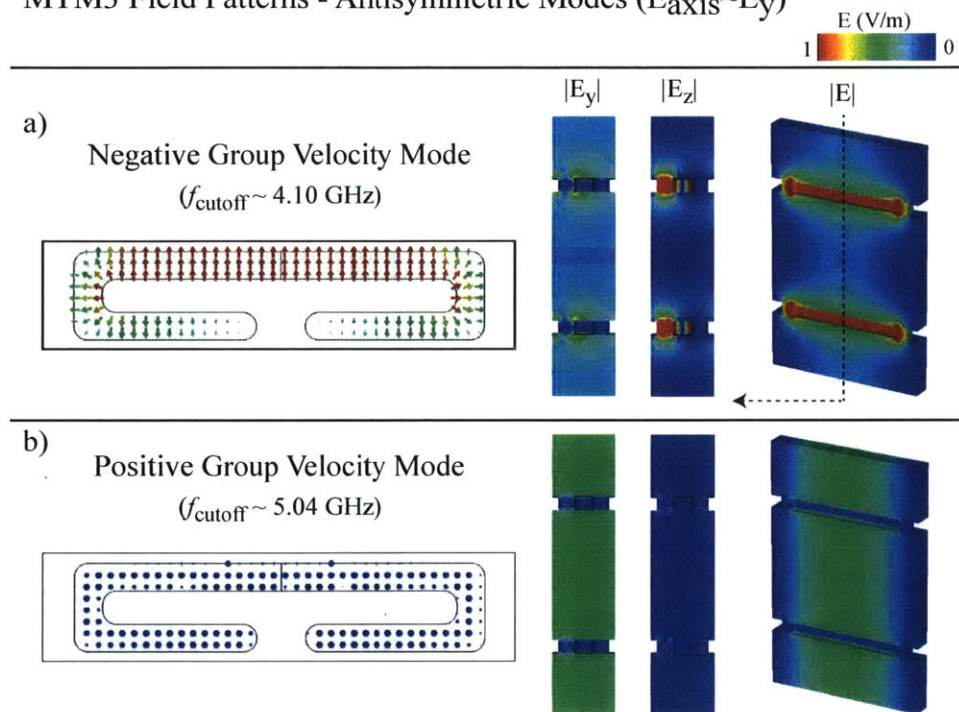 MTM3 Field Patterns - Antisymmetric Modes (Eaxis~Ey)
E (V/m)
1 0
a)
Negative Group Velocity Mode
(fcutoff ~ 4.10 GHz)
|Ey| |Ez| |E|
b)
Positive Group Velocity Mode
(fcutoff ~ 5.04 GHz)